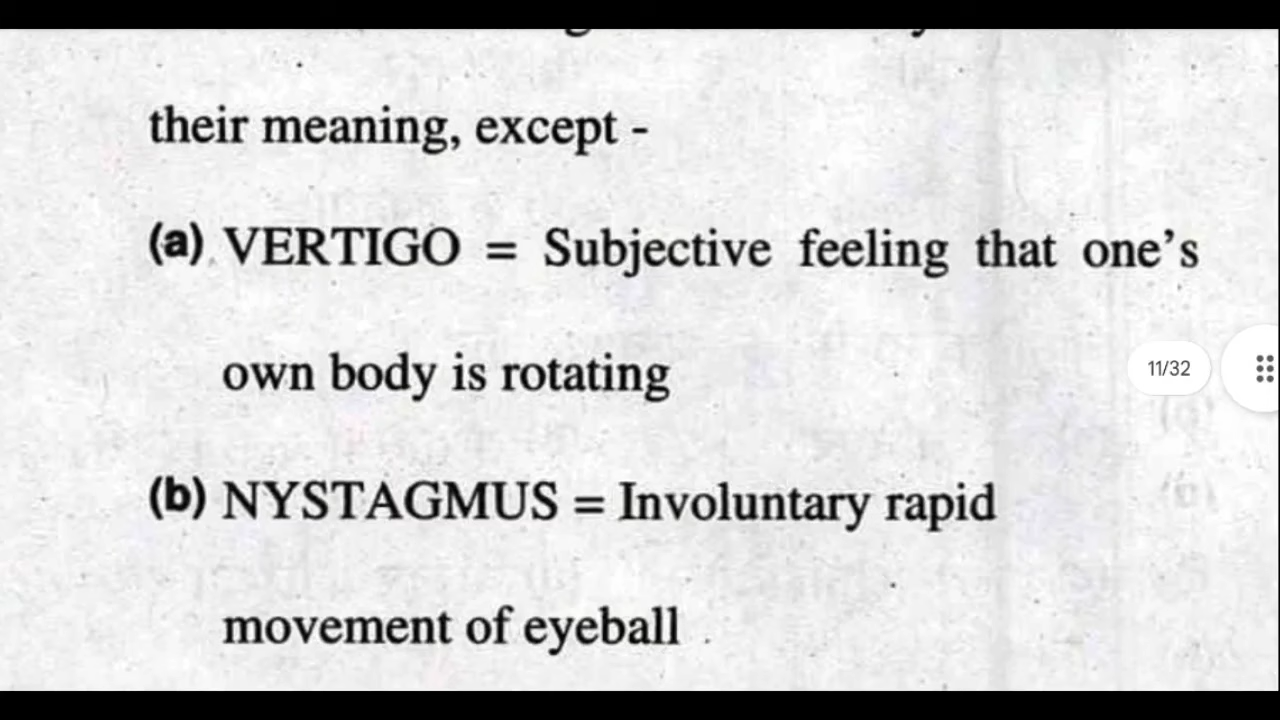 their meaning, except -
(a) VERTIGO = Subjective feeling that one's
own body is rotating
11/32
(b) NYSTAGMUS = Involuntary rapid
movement of eyeball